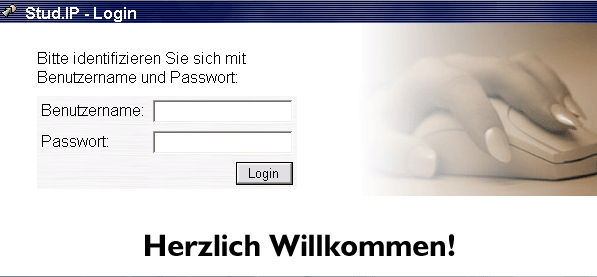 Stud.IP - Login
Bitte identifizieren Sie sich mit
Benutzername und Passwort:
Benutzername:
Passwort:
Login
Herzlich Willkommen!